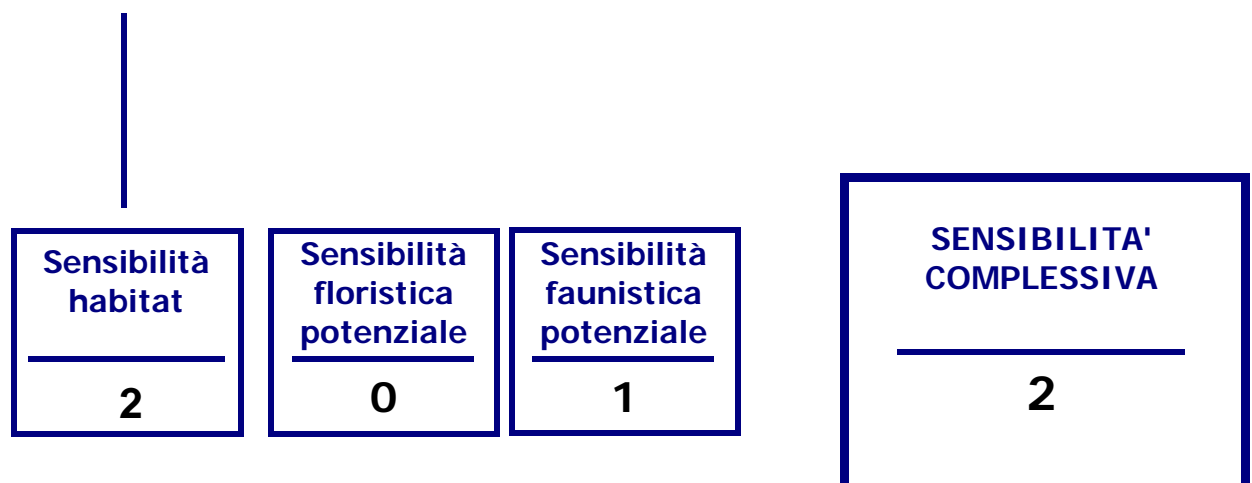 Sensibilità
habitat
2
Sensibilità
floristica
potenziale
0
Sensibilità
faunistica
potenziale
1
SENSIBILITA'
COMPLESSIVA
2